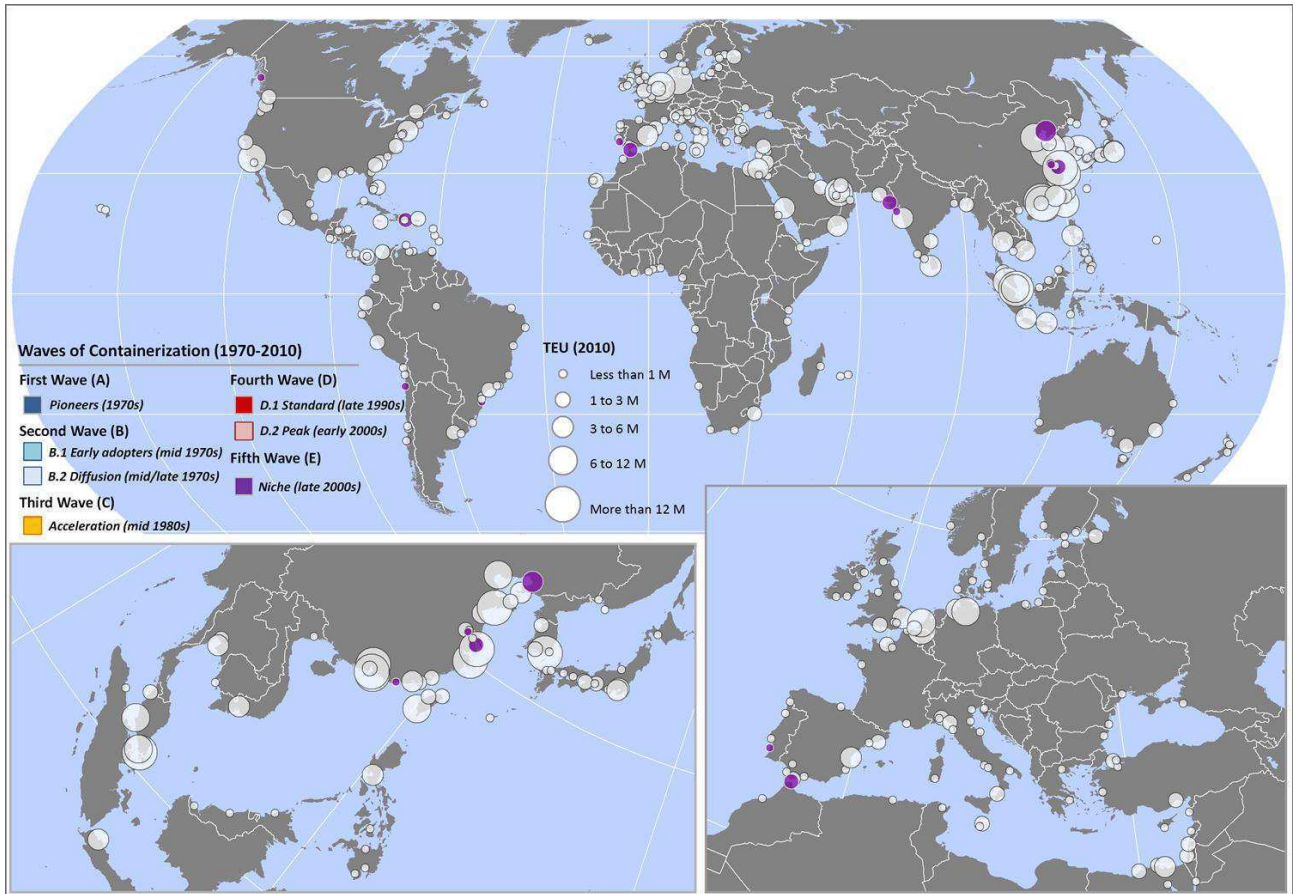 Waves of Containerization (1970-2010)
First Wave (A)
Pioneers (1970s)
Second Wave (B)
B.1 Early adopters (mid 1970s)
B.2 Diffusion (mid/late 1970s)
Third Wave (C)
Acceleration (mid 1980s)
Fourth Wave (D)
D.1 Standard (late 1990s)
D.2 Peak (early 2000s)
Fifth Wave (E)
Niche (late 2000s)
TEU (2010)
Less than 1 M
1 to 3 M
3 to 6 M
6 to 12 M
More than 12 M